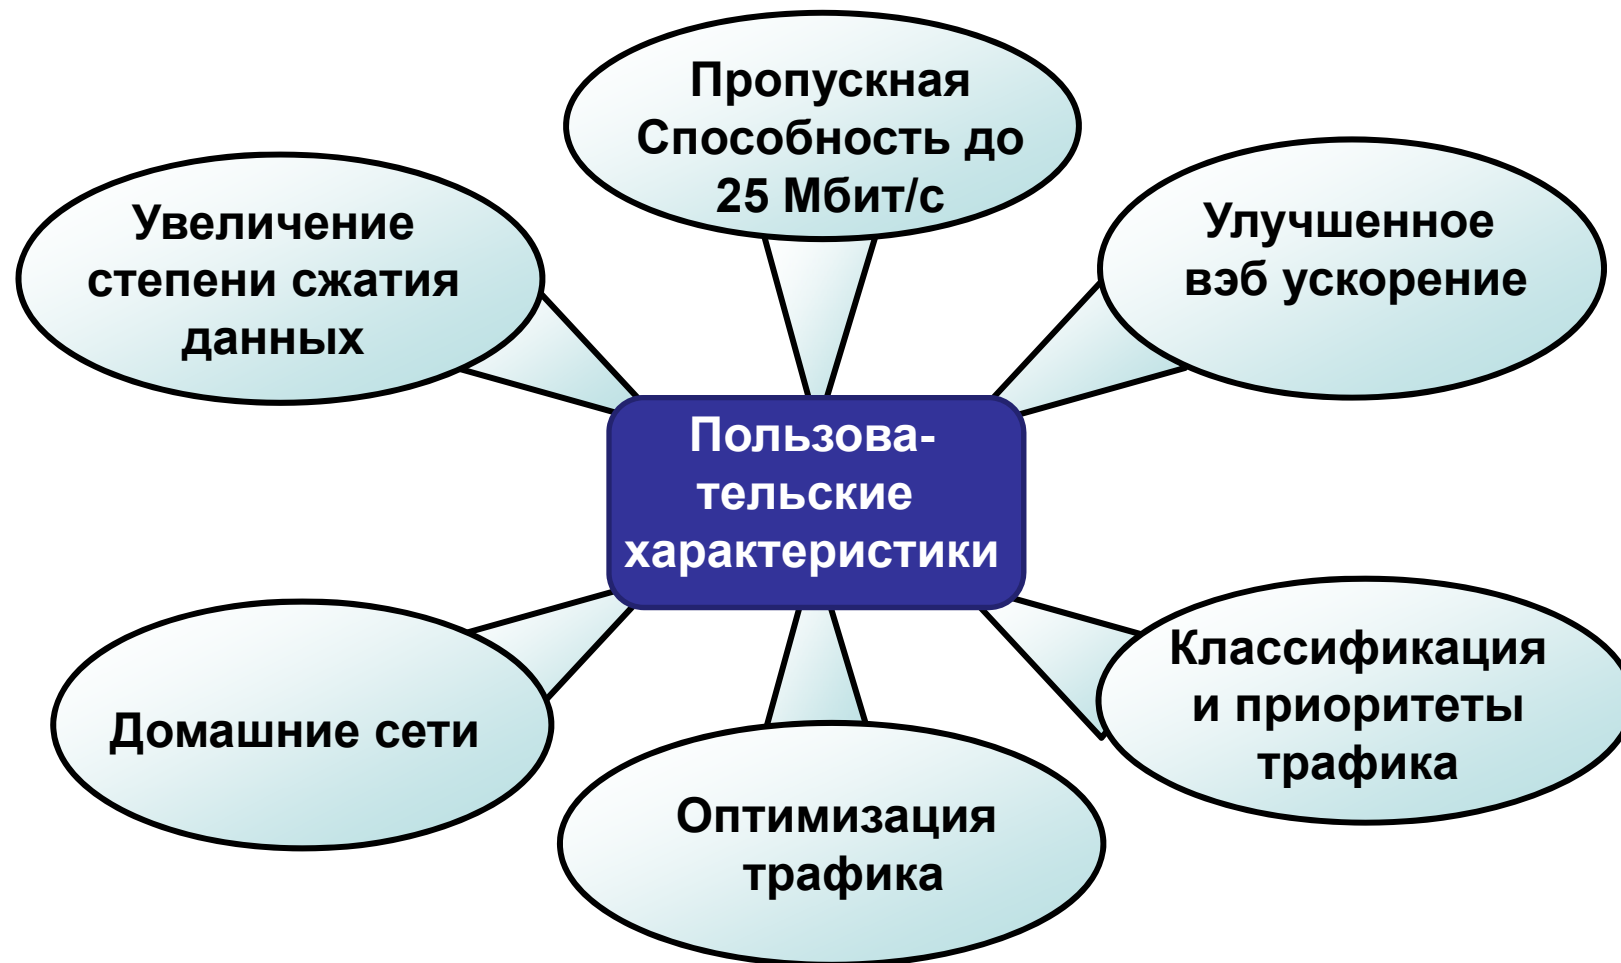 Пропускная
Способность до
25 Мбит/с
Увеличение
степени сжатия
данных
Улучшенное
вэб ускорение
Пользова-
тельские
характеристики
Домашние сети
Оптимизация
трафика
Классификация
и приоритеты
трафика